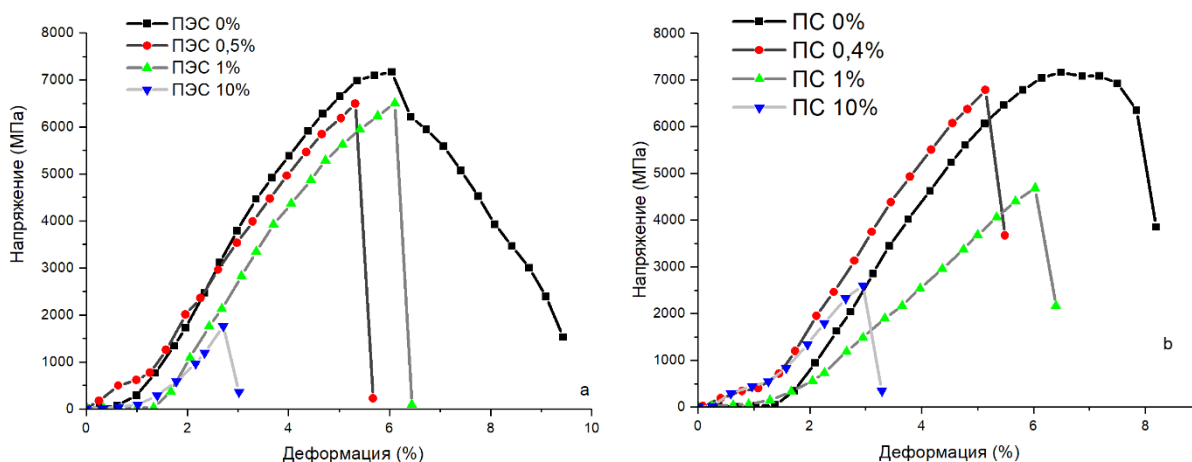 ПЭС 0%
ПЭС 0,5%
ПЭС 1%
ПЭС 10%
8000
7000
6000
5000
4000
3000
2000
1000
0
Напряжение (МПа)
0 2 4 6 8 10
Деформация (%)
a
ПС 0%
ПС 0,4%
ПС 1%
ПС 10%
8000
7000
6000
5000
4000
3000
2000
1000
0
Напряжение (МПа)
0 2 4 6 8
Деформация (%)
b